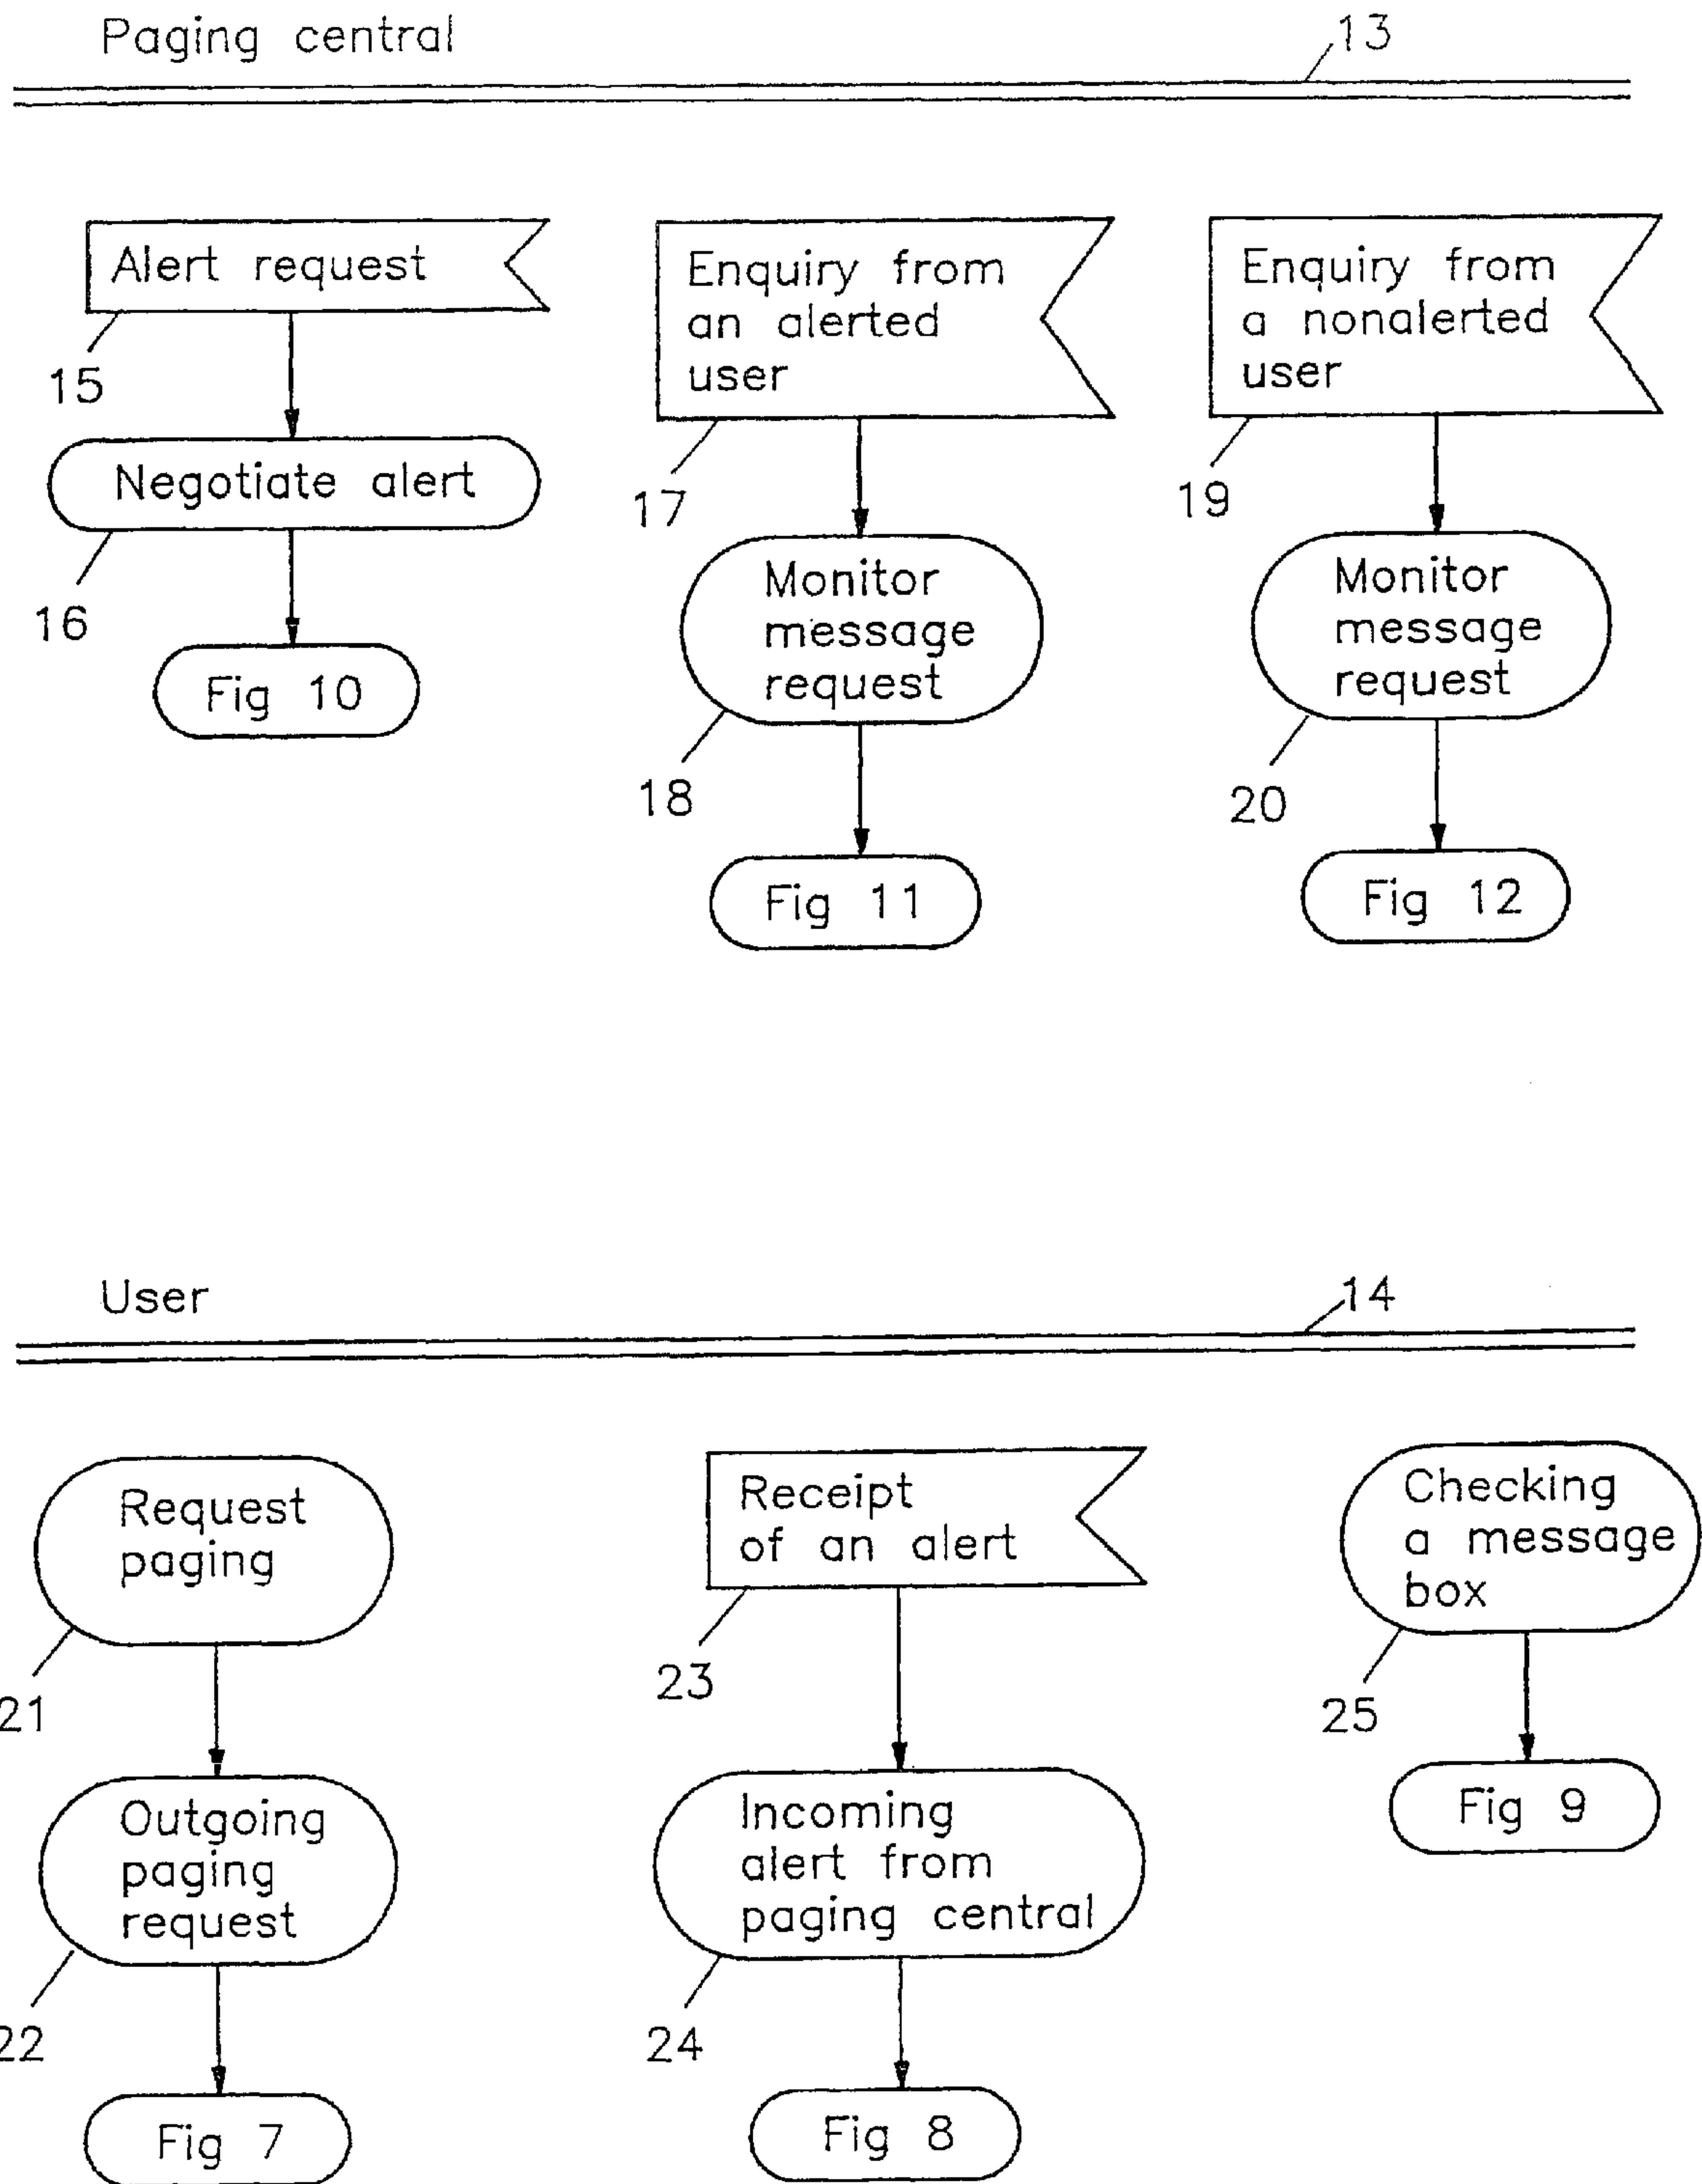 Paging central
13
Alert request
15
Negotiate alert
16
Fig 10
Enquiry from
an alerted
user
17
Monitor
message
request
18
Fig 11
Enquiry from
a nonalerted
user
19
Monitor
message
request
20
Fig 12
User
14
Request
paging
21
Outgoing
paging
request
22
Fig 7
Receipt
of an alert
23
Incoming
alert from
paging central
24
Fig 8
Checking
a message
box
25
Fig 9